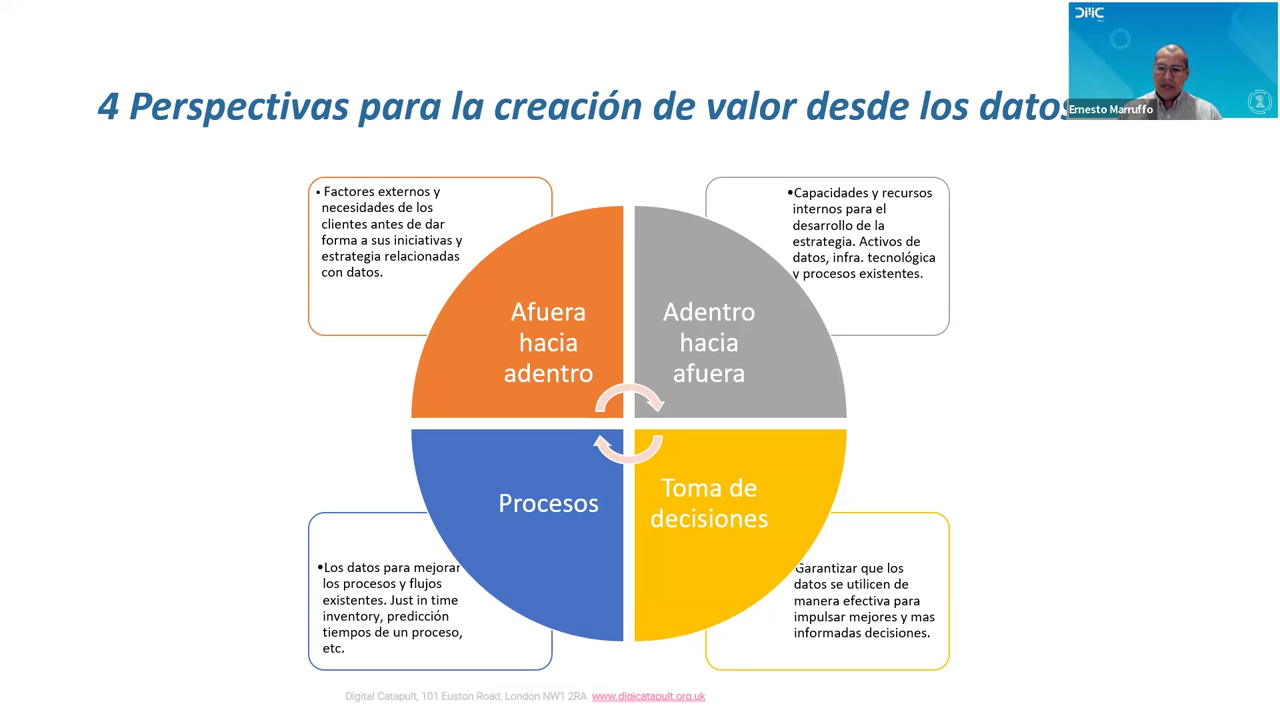 DMC
4 Perspectivas para la creación de valor desde los datos
Ernesto Marruffo
• Factores externos y
necesidades de los
clientes antes de dar
forma a sus iniciativas y
estrategia relacionadas
con datos.
•Capacidades y recursos
internos para el
desarrollo de la
estrategia. Activos de
datos, infra. tecnológica
y procesos existentes.
Afuera
hacia
adentro
Adentro
hacia
afuera
Procesos
Toma de
decisiones
•Los datos para mejorar
los procesos y flujos
existentes. Just in time
inventory, predicción
tiempos de un proceso,
etc.
Garantizar que los
datos se utilicen de
manera efectiva para
impulsar mejores y mas
informadas decisiones.
Digital Catapult, 101 Euston Road, London NW1 2RA www.digicatapult.org.uk